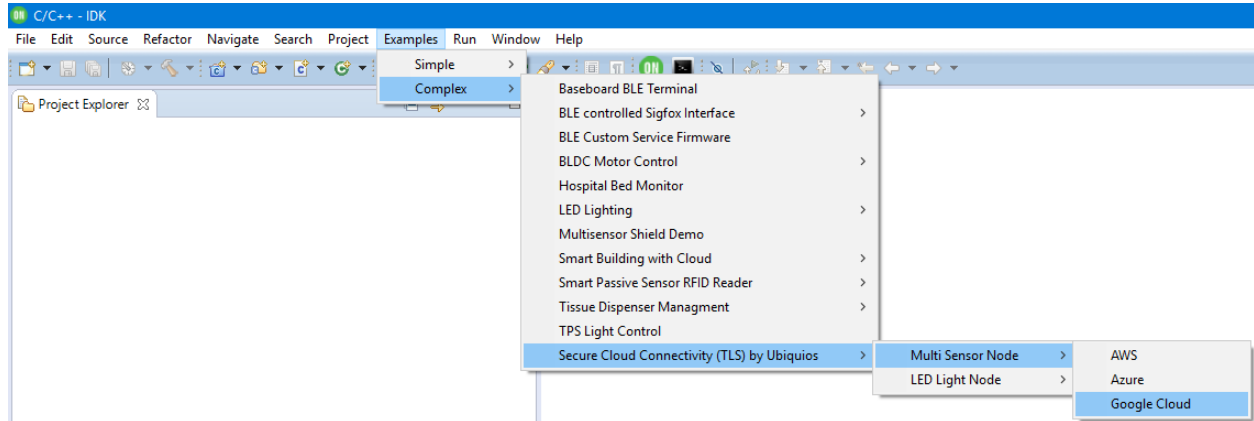 ON C/C++ - IDK
File Edit Source Refactor Navigate Search Project Examples Run Window Help
ON
Simple
Complex
Project Explorer
Baseboard BLE Terminal
BLE controlled Sigfox Interface
BLE Custom Service Firmware
BLDC Motor Control
Hospital Bed Monitor
LED Lighting
Multisensor Shield Demo
Smart Building with Cloud
Smart Passive Sensor RFID Reader
Tissue Dispenser Managment
TPS Light Control
Secure Cloud Connectivity (TLS) by Ubiquios
Multi Sensor Node
LED Light Node
AWS
Azure
Google Cloud